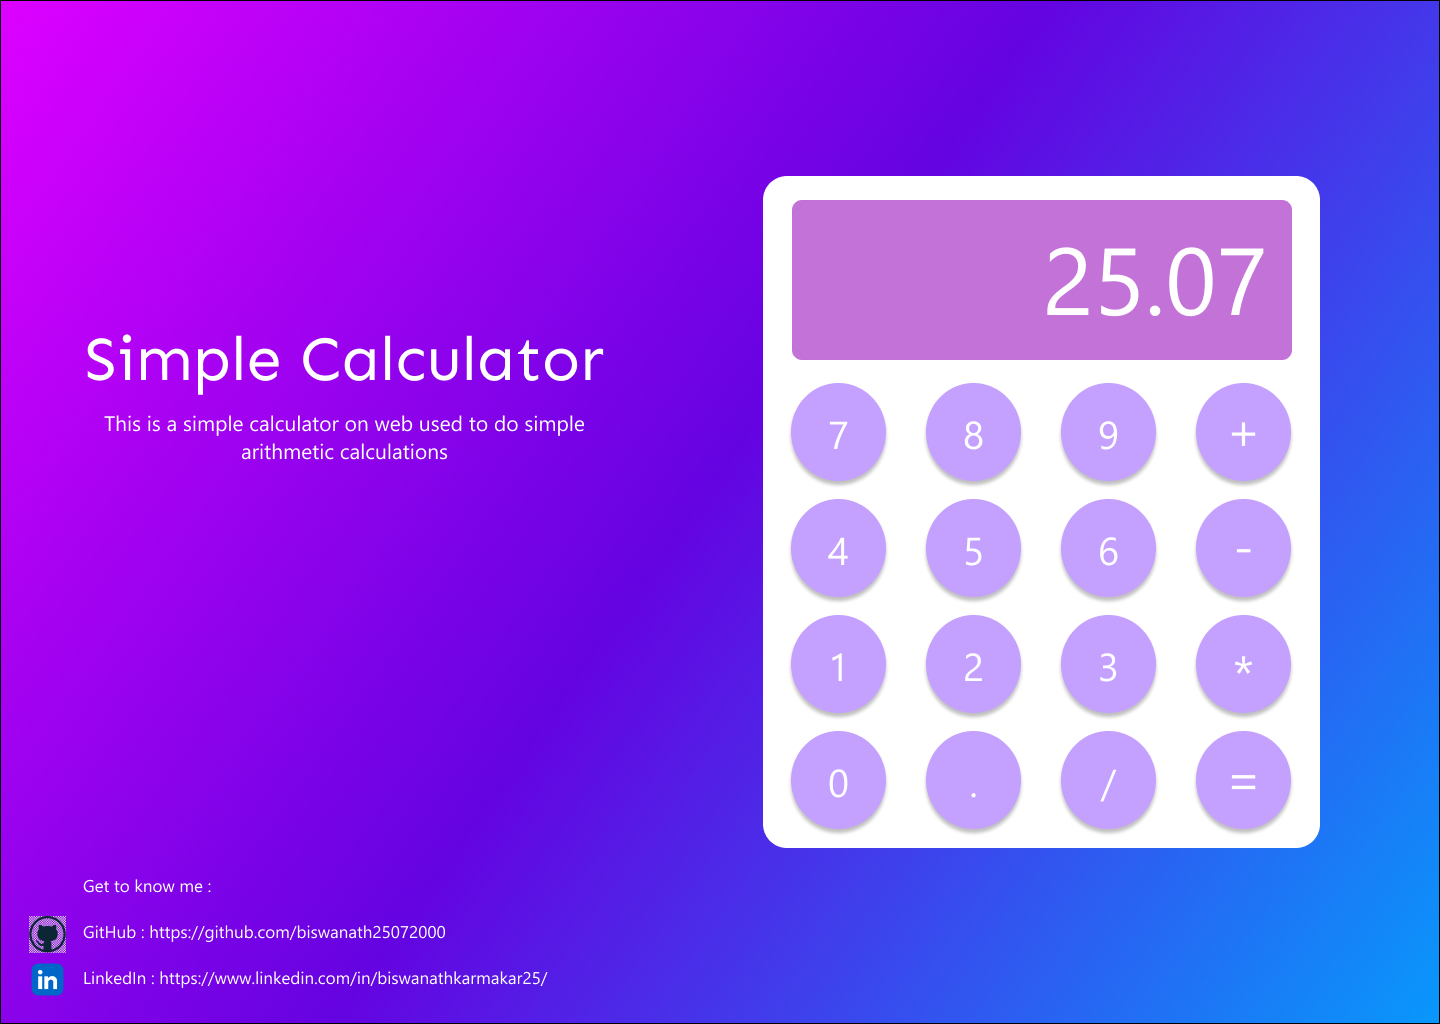 Simple Calculator
This is a simple calculator on web used to do simple
arithmetic calculations
25.07
7 8 9 +
4 5 6 -
1 2 3 *
0 . / =
Get to know me :
GitHub : https://github.com/biswanath25072000
in
LinkedIn : https://www.linkedin.com/in/biswanathkarmakar25/